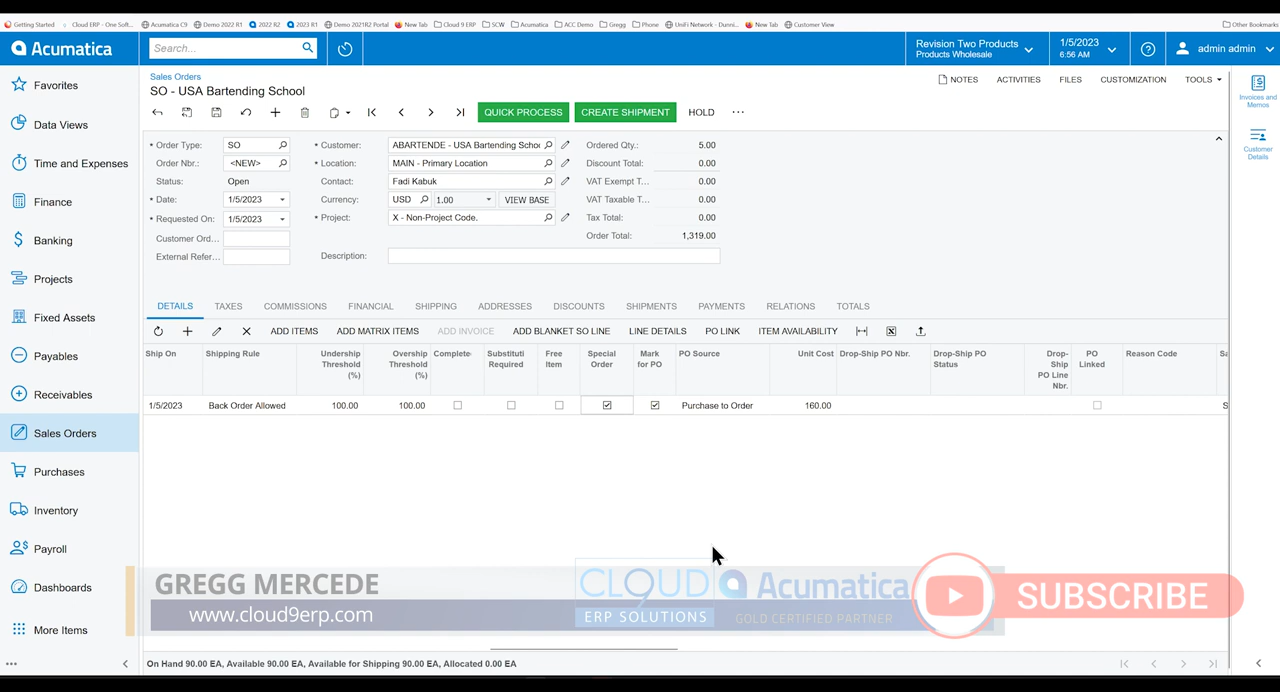 Getting Started Cloud ERP - One Soft... Acumatica C9 Demo 2022 R1 2022 R2 2023 R1 Demo 2021R2 Portal New Tab Cloud 9 ERP SCW Acumatica ACC Demo Gregg Phone UniFi Network - Dunni... New Tab Customer View Other Bookmarks
Acumatica
Search...
Revision Two Products
Products Wholesale
1/5/2023
6:56 AM
admin admin
Favorites
Data Views
Time and Expenses
Finance
Banking
Projects
Fixed Assets
Payables
Receivables
Sales Orders
Purchases
Inventory
Payroll
Dashboards
More Items
Sales Orders
SO - USA Bartending School
NOTES ACTIVITIES FILES CUSTOMIZATION TOOLS
QUICK PROCESS CREATE SHIPMENT HOLD
Invoices and Memos
Customer Details
* Order Type: SO
Order Nbr.: <NEW>
Status: Open
* Date: 1/5/2023
* Requested On: 1/5/2023
Customer Ord...
External Refer...
* Customer: ABARTENDE - USA Bartending Schoo
* Location: MAIN - Primary Location
Contact: Fadi Kabuk
Currency: USD 1.00 VIEW BASE
* Project: X - Non-Project Code.
Description:
Ordered Qty.: 5.00
Discount Total: 0.00
VAT Exempt T... 0.00
VAT Taxable T... 0.00
Tax Total: 0.00
Order Total: 1,319.00
DETAILS TAXES COMMISSIONS FINANCIAL SHIPPING ADDRESSES DISCOUNTS SHIPMENTS PAYMENTS RELATIONS TOTALS
ADD ITEMS ADD MATRIX ITEMS ADD INVOICE ADD BLANKET SO LINE LINE DETAILS PO LINK ITEM AVAILABILITY
Ship On Shipping Rule Undership Threshold (%) Overship Threshold (%) Complete Substituti Required Free Item Special Order Mark for PO PO Source Unit Cost Drop-Ship PO Nbr. Drop-Ship PO Status Drop-Ship PO Line Nbr. PO Linked Reason Code Sa
1/5/2023 Back Order Allowed 100.00 100.00 Purchase to Order 160.00 S
GREGG MERCEDE
www.cloud9erp.com
CLOUD9
ERP SOLUTIONS
Acumatica
GOLD CERTIFIED PARTNER
SUBSCRIBE
On Hand 90.00 EA, Available 90.00 EA, Available for Shipping 90.00 EA, Allocated 0.00 EA